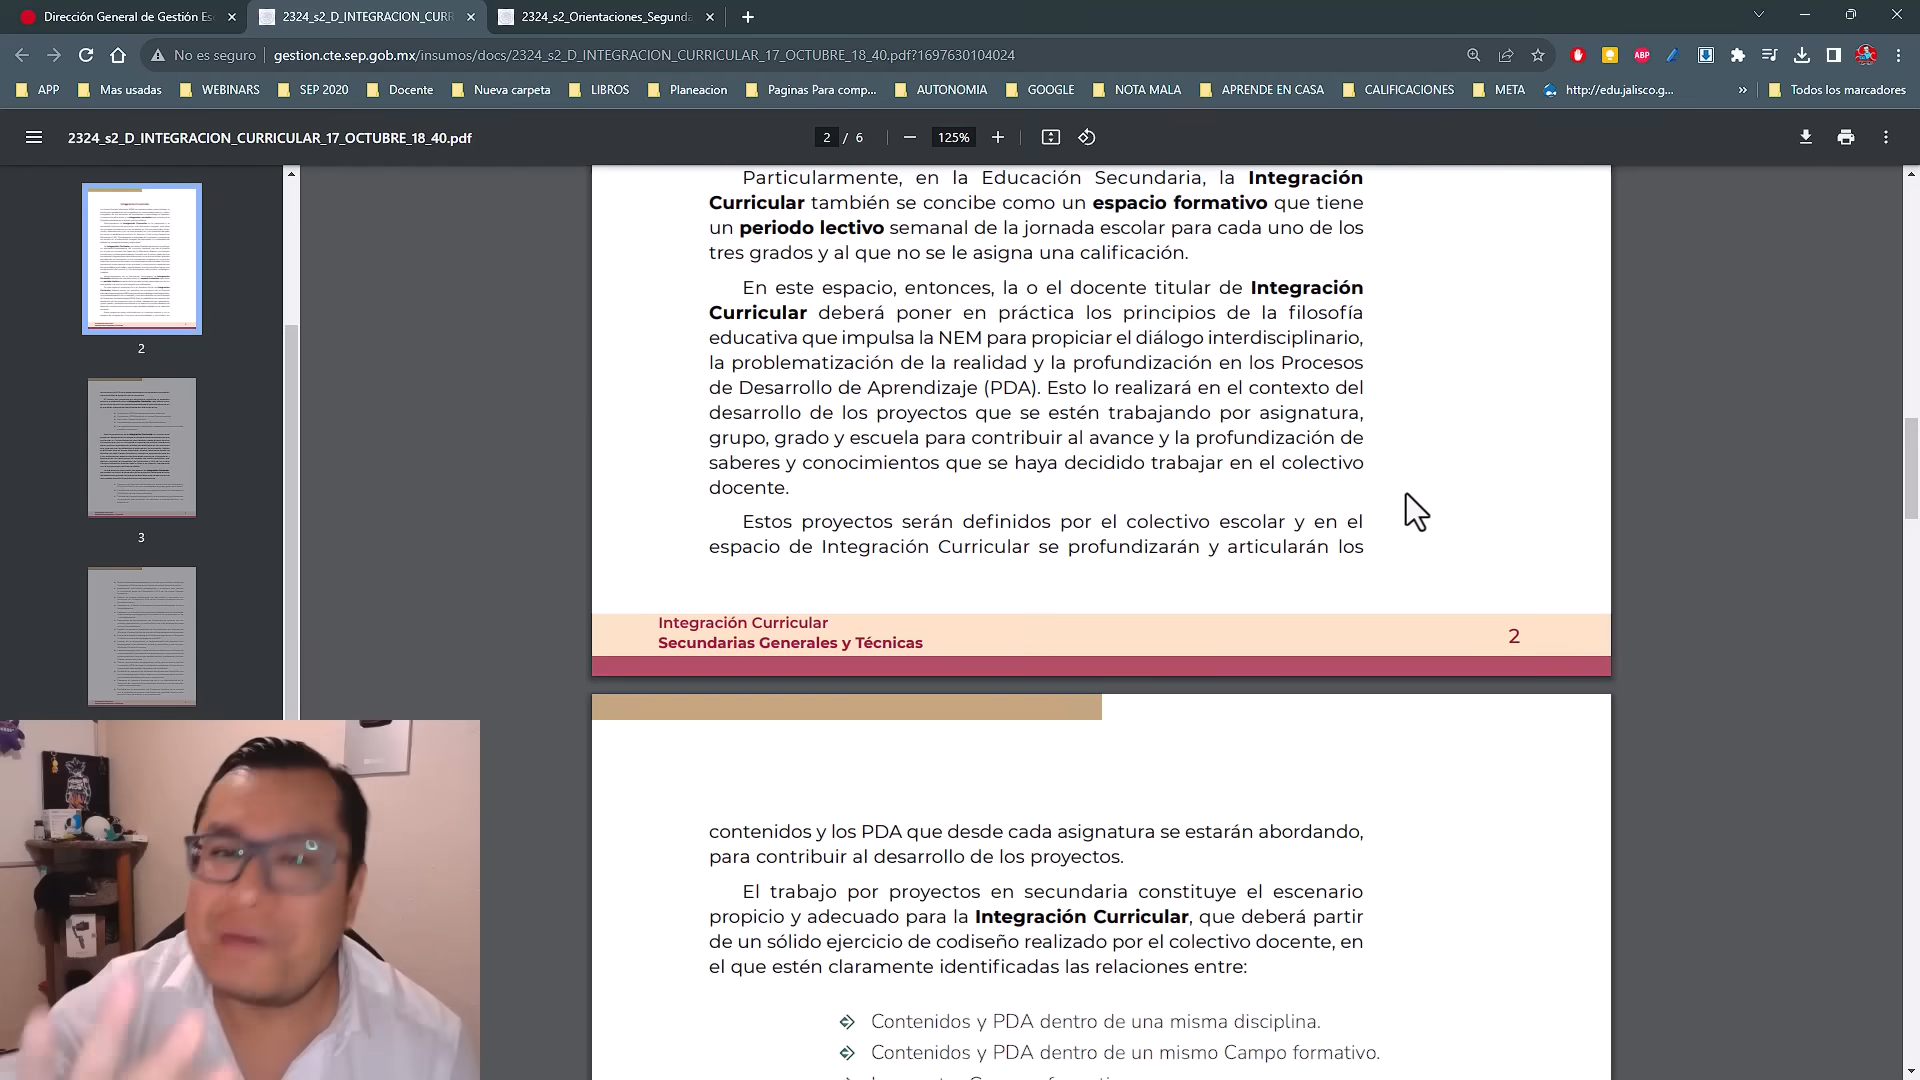 Dirección General de Gestión Es
2324_s2_D_INTEGRACION_CURR
2324_s2_Orientaciones_Segunda
No es seguro
gestion.cte.sep.gob.mx/insumos/docs/2324_s2_D_INTEGRACION_CURRICULAR_17_OCTUBRE_18_40.pdf?1697630104024
ABP
APP
Mas usadas
WEBINARS
SEP 2020
Docente
Nueva carpeta
LIBROS
Planeacion
Paginas Para comp...
AUTONOMIA
GOOGLE
NOTA MALA
APRENDE EN CASA
CALIFICACIONES
META
http://edu.jalisco.g...
»
Todos los marcadores
2324_s2_D_INTEGRACION_CURRICULAR_17_OCTUBRE_18_40.pdf
2 / 6
125%
2
3
Particularmente, en la Educación Secundaria, la Integración
Curricular también se concibe como un espacio formativo que tiene
un periodo lectivo semanal de la jornada escolar para cada uno de los
tres grados y al que no se le asigna una calificación.
En este espacio, entonces, la o el docente titular de Integración
Curricular deberá poner en práctica los principios de la filosofía
educativa que impulsa la NEM para propiciar el diálogo interdisciplinario,
la problematización de la realidad y la profundización en los Procesos
de Desarrollo de Aprendizaje (PDA). Esto lo realizará en el contexto del
desarrollo de los proyectos que se estén trabajando por asignatura,
grupo, grado y escuela para contribuir al avance y la profundización de
saberes y conocimientos que se haya decidido trabajar en el colectivo
docente.
Estos proyectos serán definidos por el colectivo escolar y en el
espacio de Integración Curricular se profundizarán y articularán los
Integración Curricular
Secundarias Generales y Técnicas
2
contenidos y los PDA que desde cada asignatura se estarán abordando,
para contribuir al desarrollo de los proyectos.
El trabajo por proyectos en secundaria constituye el escenario
propicio y adecuado para la Integración Curricular, que deberá partir
de un sólido ejercicio de codiseño realizado por el colectivo docente, en
el que estén claramente identificadas las relaciones entre:
Contenidos y PDA dentro de una misma disciplina.
Contenidos y PDA dentro de un mismo Campo formativo.